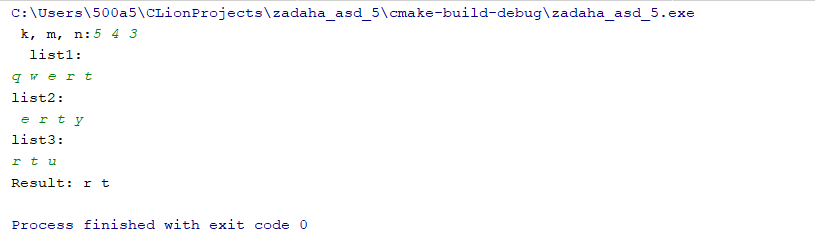 C:\Users\500a5\CLionProjects\zadaha_asd_5\cmake-build-debug\zadaha_asd_5.exe
k, m, n:5 4 3
list1:
q w e r t
list2:
e r t y
list3:
r t u
Result: r t
Process finished with exit code 0